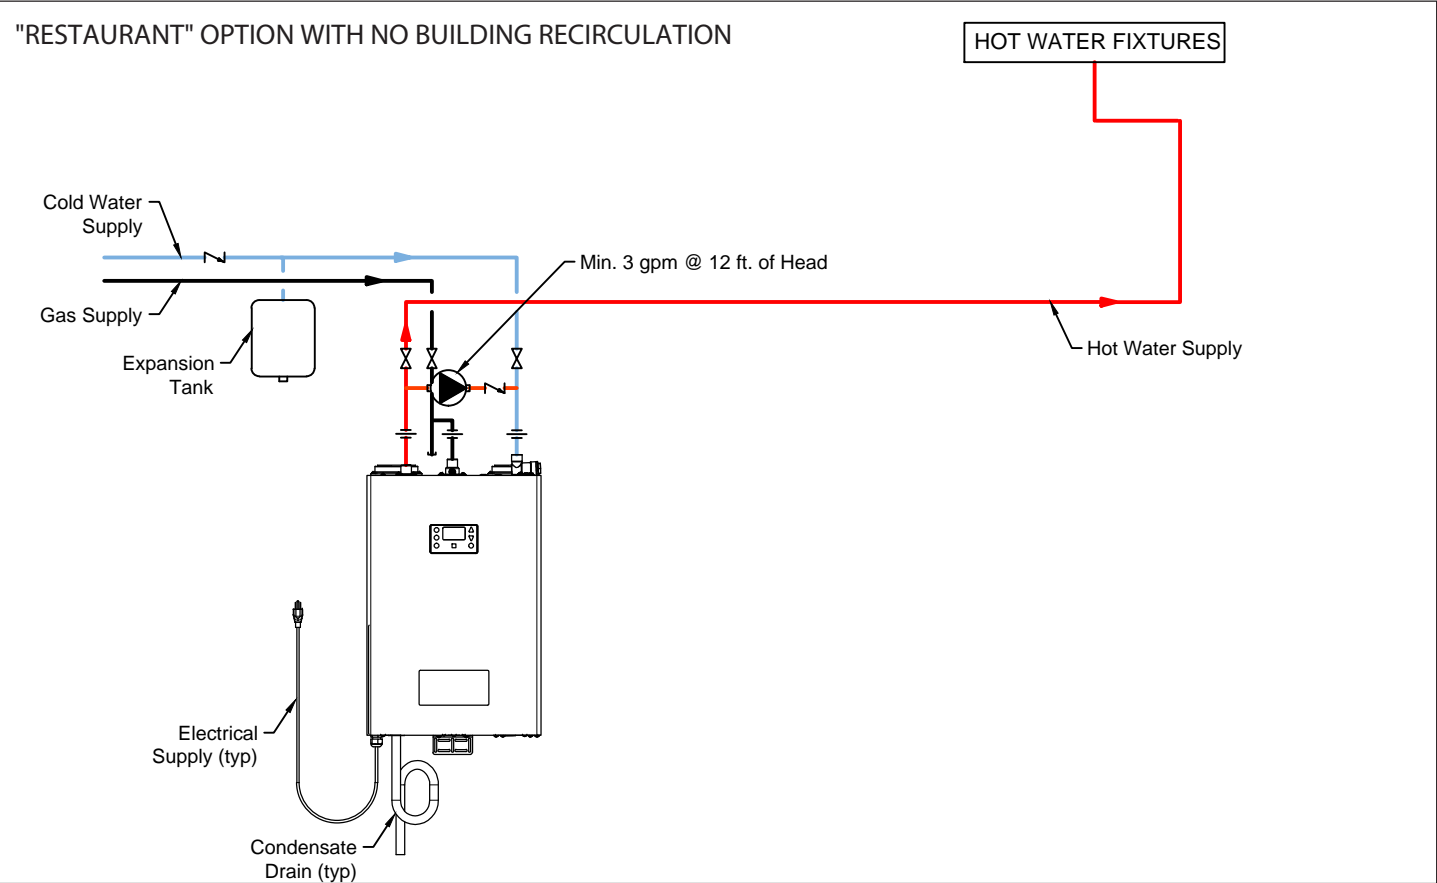 "RESTAURANT" OPTION WITH NO BUILDING RECIRCULATION
HOT WATER FIXTURES
Cold Water
Supply
Min. 3 gpm @ 12 ft. of Head
Gas Supply
Hot Water Supply
Expansion
Tank
Electrical
Supply (typ)
Condensate
Drain (typ)